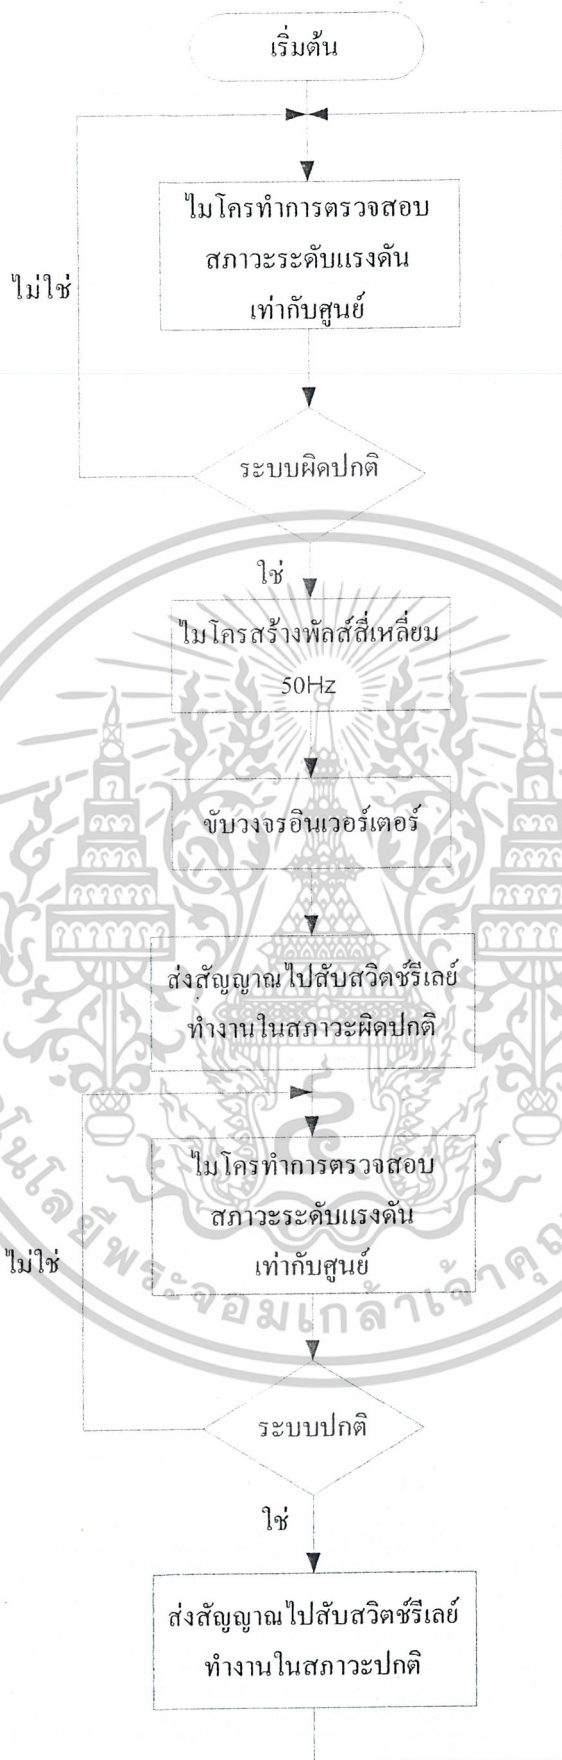 เริ่มต้น
ไมโครทำการตรวจสอบ
สภาวะระดับแรงดัน
เท่ากับศูนย์
ไม่ใช่
ระบบผิดปกติ
ใช่
ไมโครสร้างพัลส์สี่เหลี่ยม
50Hz
ขับวงจรอินเวอร์เตอร์
ส่งสัญญาณไปสับสวิตช์รีเลย์
ทำงานในสภาวะผิดปกติ
ไมโครทำการตรวจสอบ
สภาวะระดับแรงดัน
เท่ากับศูนย์
ไม่ใช่
ระบบปกติ
ใช่
ส่งสัญญาณไปสับสวิตช์รีเลย์
ทำงานในสภาวะปกติ